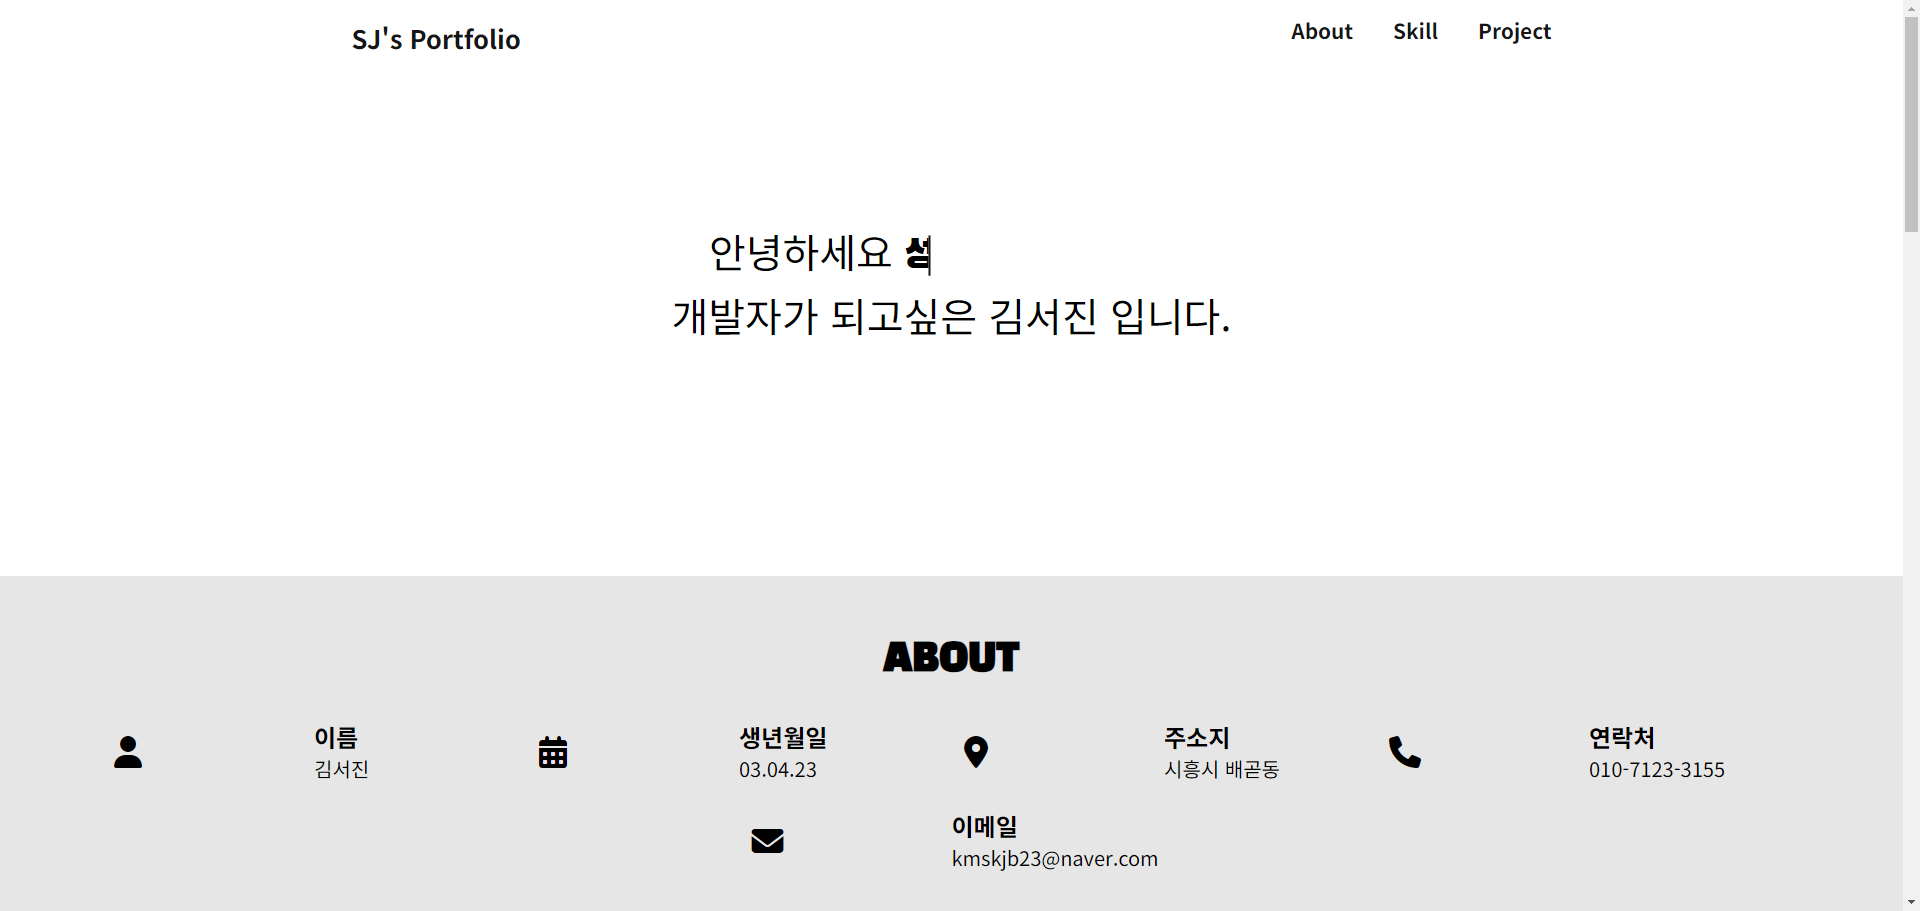 SJ's Portfolio
About Skill Project
안녕하세요
개발자가 되고싶은 김서진 입니다.
ABOUT
이름
김서진
생년월일
03.04.23
주소지
시흥시 배곧동
연락처
010-7123-3155
이메일
kmskjb23@naver.com